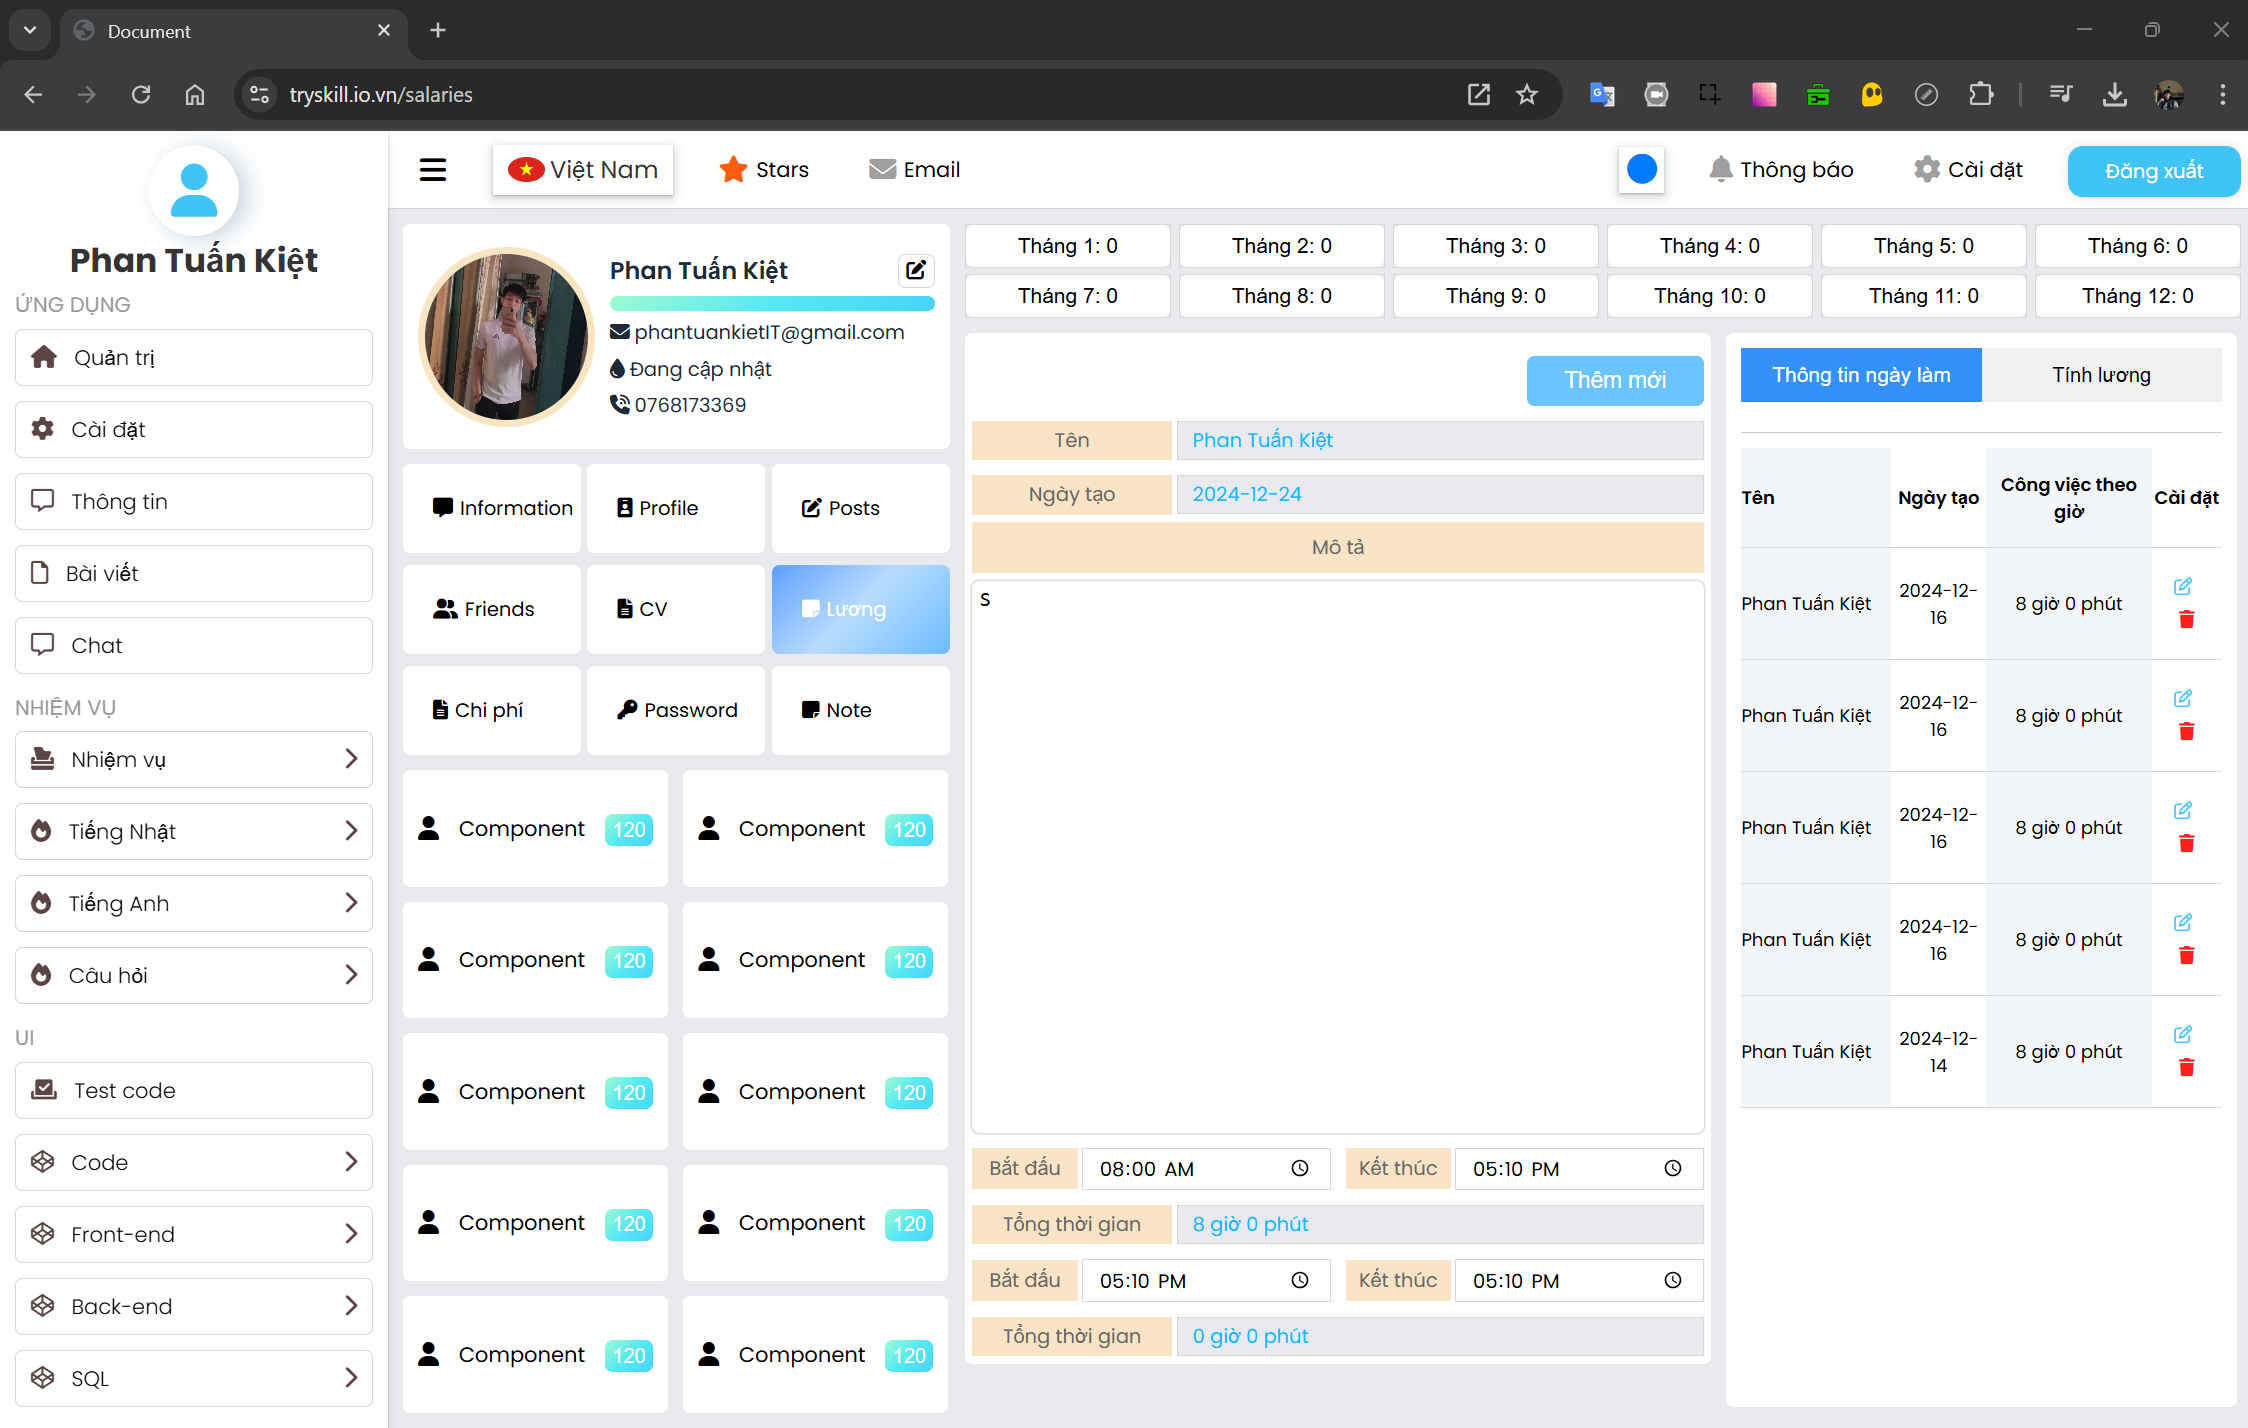 Document
tryskill.io.vn/salaries
Phan Tuấn Kiệt
ỨNG DỤNG
Quản trị
Cài đặt
Thông tin
Bài viết
Chat
NHIỆM VỤ
Nhiệm vụ
Tiếng Nhật
Tiếng Anh
Câu hỏi
UI
Test code
Code
Front-end
Back-end
SQL
Việt Nam
Stars
Email
Thông báo
Cài đặt
Đăng xuất
Phan Tuấn Kiệt
phantuankietIT@gmail.com
Đang cập nhật
0768173369
Information
Profile
Posts
Friends
CV
Lương
Chi phí
Password
Note
Component 120
Component 120
Component 120
Component 120
Component 120
Component 120
Component 120
Component 120
Component 120
Component 120
Tháng 1: 0
Tháng 2: 0
Tháng 3: 0
Tháng 4: 0
Tháng 5: 0
Tháng 6: 0
Tháng 7: 0
Tháng 8: 0
Tháng 9: 0
Tháng 10: 0
Tháng 11: 0
Tháng 12: 0
Thêm mới
Tên
Phan Tuấn Kiệt
Ngày tạo
2024-12-24
Mô tả
S
Bắt đầu
08:00 AM
Kết thúc
05:10 PM
Tổng thời gian
8 giờ 0 phút
Bắt đầu
05:10 PM
Kết thúc
05:10 PM
Tổng thời gian
0 giờ 0 phút
Thông tin ngày làm
Tính lương
Tên
Ngày tạo
Công việc theo
giờ
Cài đặt
Phan Tuấn Kiệt
2024-12-
16
8 giờ 0 phút
Phan Tuấn Kiệt
2024-12-
16
8 giờ 0 phút
Phan Tuấn Kiệt
2024-12-
16
8 giờ 0 phút
Phan Tuấn Kiệt
2024-12-
16
8 giờ 0 phút
Phan Tuấn Kiệt
2024-12-
14
8 giờ 0 phút